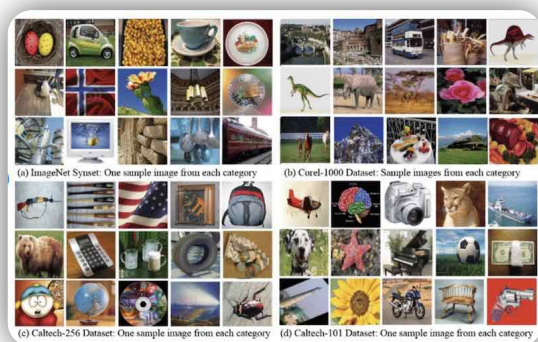 (a) ImageNet Synset: One sample image from each category
(b) Corel-1000 Dataset: Sample images from each category
(c) Caltech-256 Dataset: One sample image from each category
(d) Caltech-101 Dataset: One sample image from each category